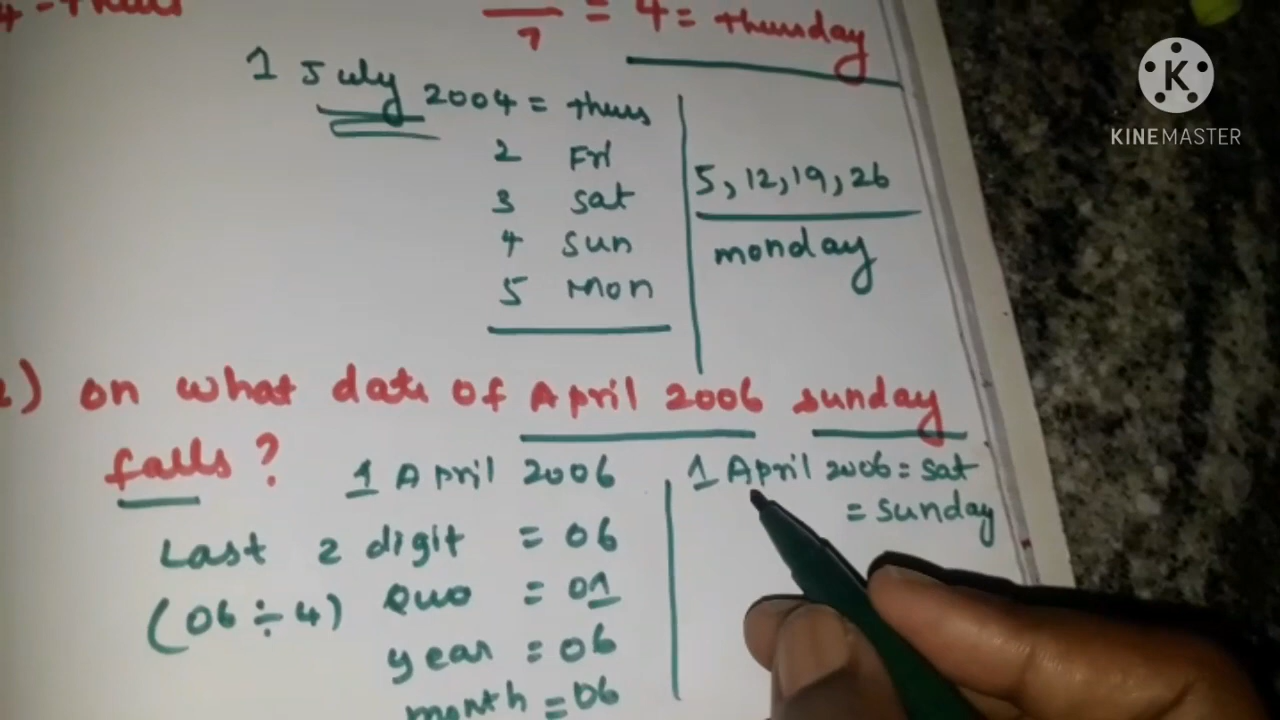 4 - Thurs
7 = 4 = Thursday
1 July 2004 = Thurs
2 Fri
3 Sat
4 Sun
5 Mon
5, 12, 19, 26
monday
on what date of April 2006 sunday
falls?
1 April 2006
Last 2 digit = 06
(06 ÷ 4) Quo = 01
year = 06
month = 06
1 April 2006 = sat
= sunday
K
KINEMASTER